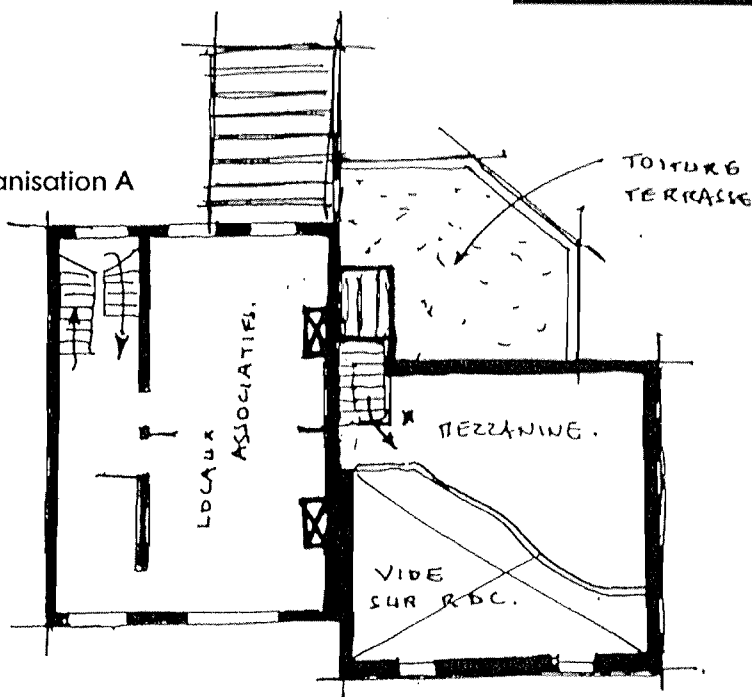 anisation A
TOITURE
TERRASSE
LOCAUX
ASSOCIATIFS.
MEZZANINE.
VIDE
SUR RDC.